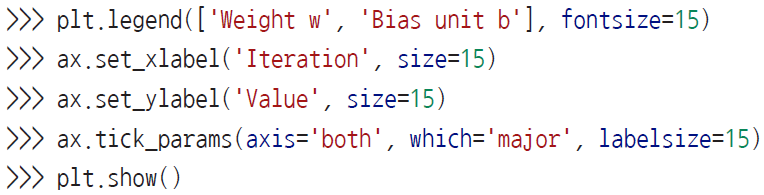 >>> plt.legend(['Weight w', 'Bias unit b'], fontsize=15)
>>> ax.set_xlabel('Iteration', size=15)
>>> ax.set_ylabel('Value', size=15)
>>> ax.tick_params(axis='both', which='major', labelsize=15)
>>> plt.show()